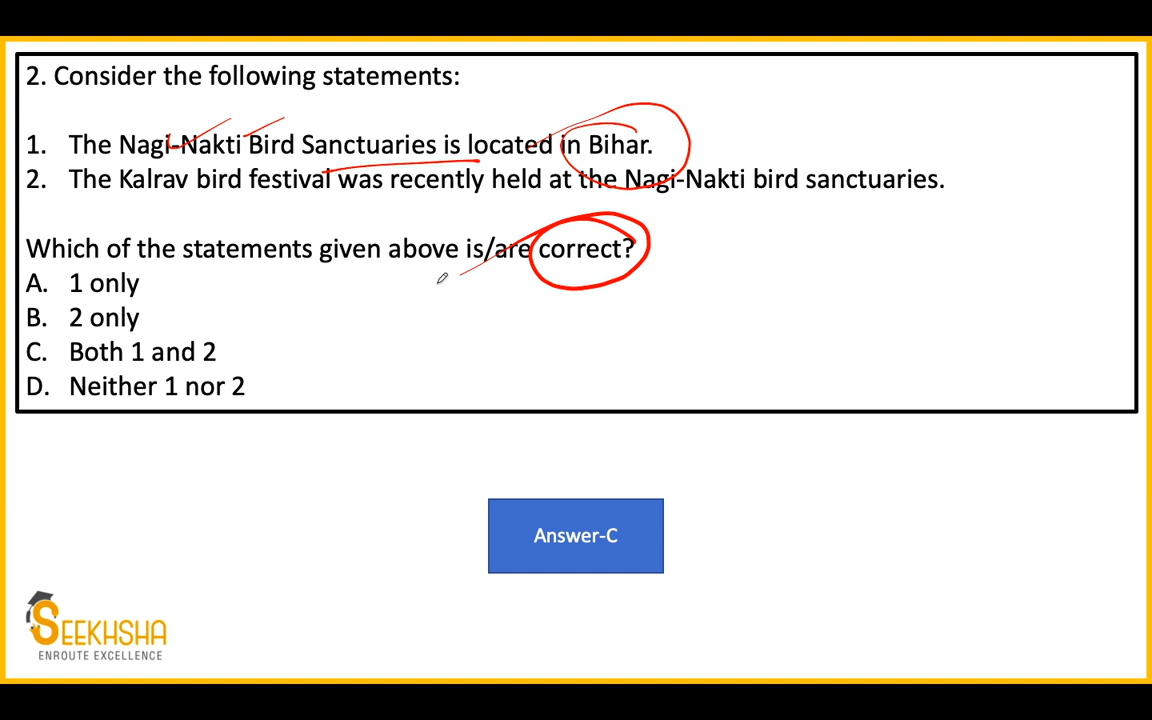 2. Consider the following statements:
1. The Nagi-Nakti Bird Sanctuaries is located in Bihar.
2. The Kalrav bird festival was recently held at the Nagi-Nakti bird sanctuaries.
Which of the statements given above is/are correct?
A. 1 only
B. 2 only
C. Both 1 and 2
D. Neither 1 nor 2
Answer-C
SEEKHSHA
ENROUTE EXCELLENCE